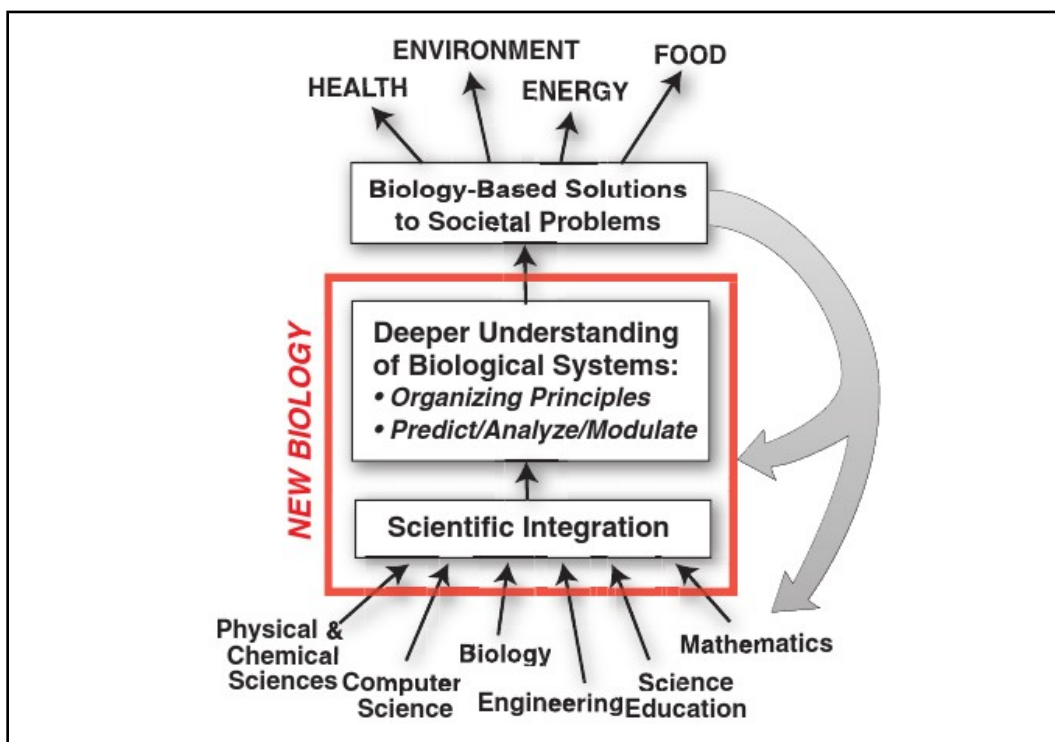 ENVIRONMENT
FOOD
HEALTH
ENERGY
Biology-Based Solutions
to Societal Problems
NEW BIOLOGY
Deeper Understanding
of Biological Systems:
• Organizing Principles
• Predict/Analyze/Modulate
Scientific Integration
Physical &
Chemical
Sciences
Computer
Science
Biology
Engineering
Science
Education
Mathematics